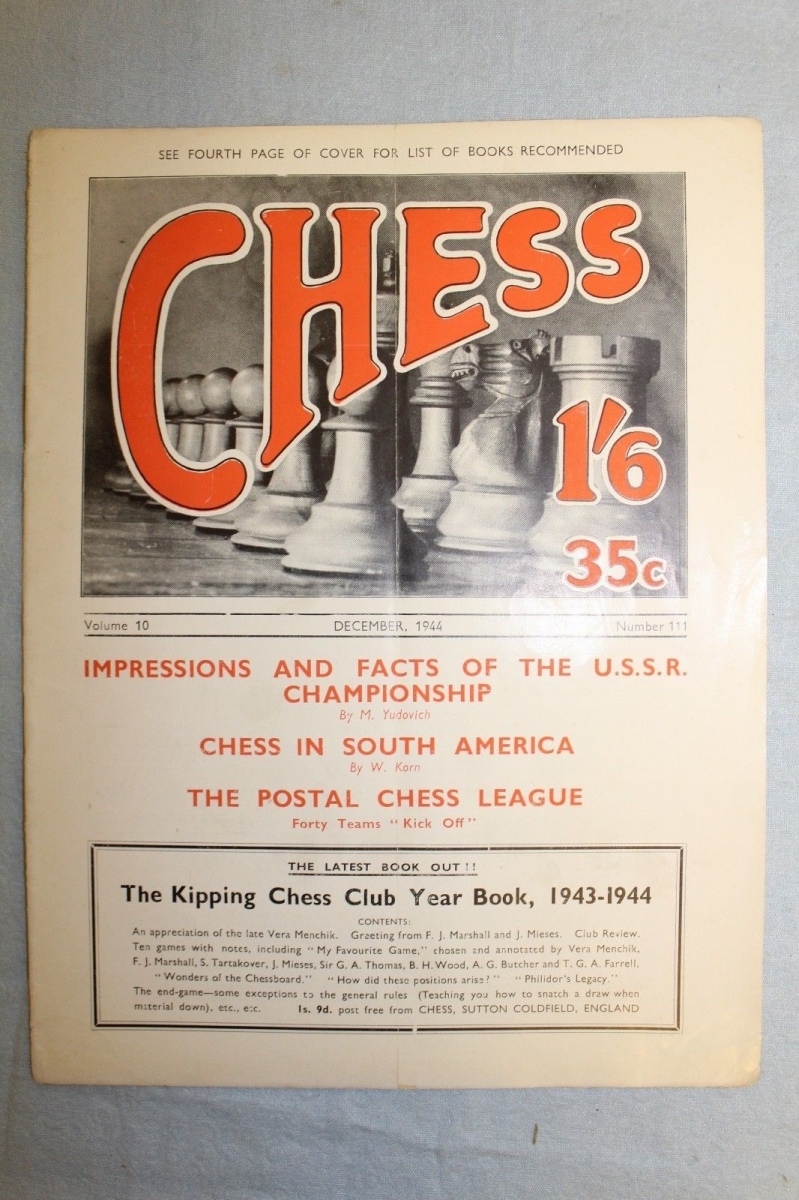 SEE FOURTH PAGE OF COVER FOR LIST OF BOOKS RECOMMENDED
CHESS
1'6
35c
Volume 10 DECEMBER, 1944 Number 111
IMPRESSIONS AND FACTS OF THE U.S.S.R.
CHAMPIONSHIP
By M. Yudovich
CHESS IN SOUTH AMERICA
By W. Korn
THE POSTAL CHESS LEAGUE
Forty Teams "Kick Off"
THE LATEST BOOK OUT!!
The Kipping Chess Club Year Book, 1943-1944
CONTENTS:
An appreciation of the late Vera Menchik. Greeting from F. J. Marshall and J. Mieses. Club Review.
Ten games with notes, including "My Favourite Game," chosen and annotated by Vera Menchik,
F. J. Marshall, S. Tartakover, J. Mieses, Sir G. A. Thomas, B. H. Wood, A. G. Butcher and T. G. A. Farrell,
"Wonders of the Chessboard." "How did these positions arise?" "Philidor's Legacy."
The end-game—some exceptions to the general rules (Teaching you how to snatch a draw when
material down), etc., etc. 1s. 9d. post free from CHESS, SUTTON COLDFIELD, ENGLAND